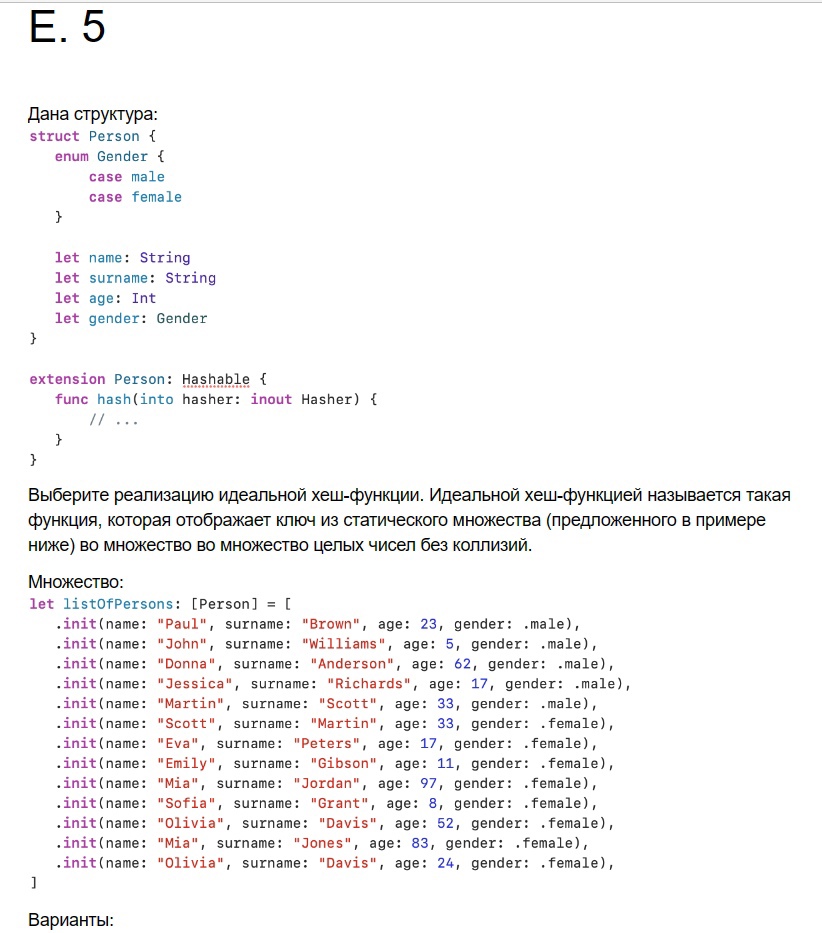 E. 5
Дана структура:
struct Person {
enum Gender {
case male
case female
}
let name: String
let surname: String
let age: Int
let gender: Gender
}
extension Person: Hashable {
func hash(into hasher: inout Hasher) {
// ...
}
}
Выберите реализацию идеальной хеш-функции. Идеальной хеш-функцией называется такая
функция, которая отображает ключ из статического множества (предложенного в примере
ниже) во множество во множество целых чисел без коллизий.
Множество:
let listOfPersons: [Person] = [
.init(name: "Paul", surname: "Brown", age: 23, gender: .male),
.init(name: "John", surname: "Williams", age: 5, gender: .male),
.init(name: "Donna", surname: "Anderson", age: 62, gender: .male),
.init(name: "Jessica", surname: "Richards", age: 17, gender: .male),
.init(name: "Martin", surname: "Scott", age: 33, gender: .male),
.init(name: "Scott", surname: "Martin", age: 33, gender: .female),
.init(name: "Eva", surname: "Peters", age: 17, gender: .female),
.init(name: "Emily", surname: "Gibson", age: 11, gender: .female),
.init(name: "Mia", surname: "Jordan", age: 97, gender: .female),
.init(name: "Sofia", surname: "Grant", age: 8, gender: .female),
.init(name: "Olivia", surname: "Davis", age: 52, gender: .female),
.init(name: "Mia", surname: "Jones", age: 83, gender: .female),
.init(name: "Olivia", surname: "Davis", age: 24, gender: .female),
]
Варианты: